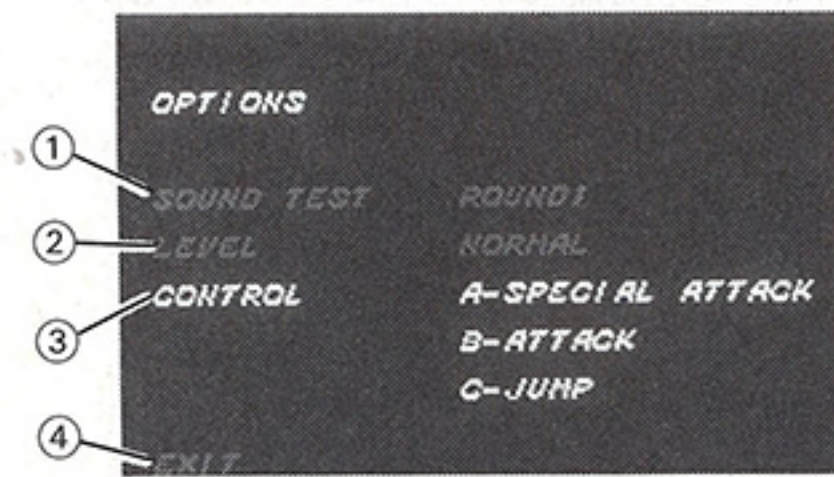 OPTIONS
① SOUND TEST ROUND1
② LEVEL NORMAL
③ CONTROL A-SPECIAL ATTACK
B-ATTACK
C-JUMP
④ EXIT